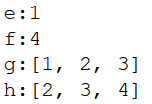 e:1
f:4
g:[1, 2, 3]
h:[2, 3, 4]